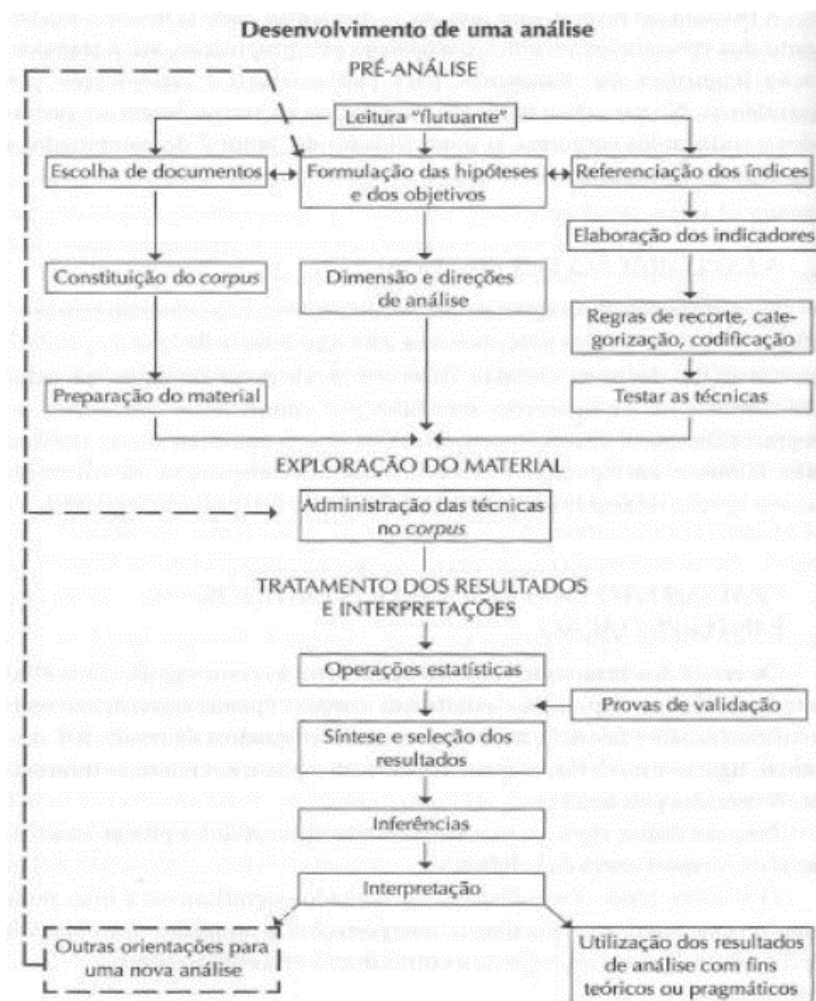 Desenvolvimento de uma análise
PRÉ-ANÁLISE
Leitura “flutuante”
Escolha de documentos
Formulação das hipóteses
e dos objetivos
Referenciação dos índices
Elaboração dos indicadores
Constituição do corpus
Dimensão e direções
de análise
Regras de recorte, cate-
gorização, codificação
Preparação do material
Testar as técnicas
EXPLORAÇÃO DO MATERIAL
Administração das técnicas
no corpus
TRATAMENTO DOS RESULTADOS
E INTERPRETAÇÕES
Operações estatísticas
Provas de validação
Síntese e seleção dos
resultados
Inferências
Interpretação
Outras orientações para
uma nova análise
Utilização dos resultados
de análise com fins
teóricos ou pragmáticos